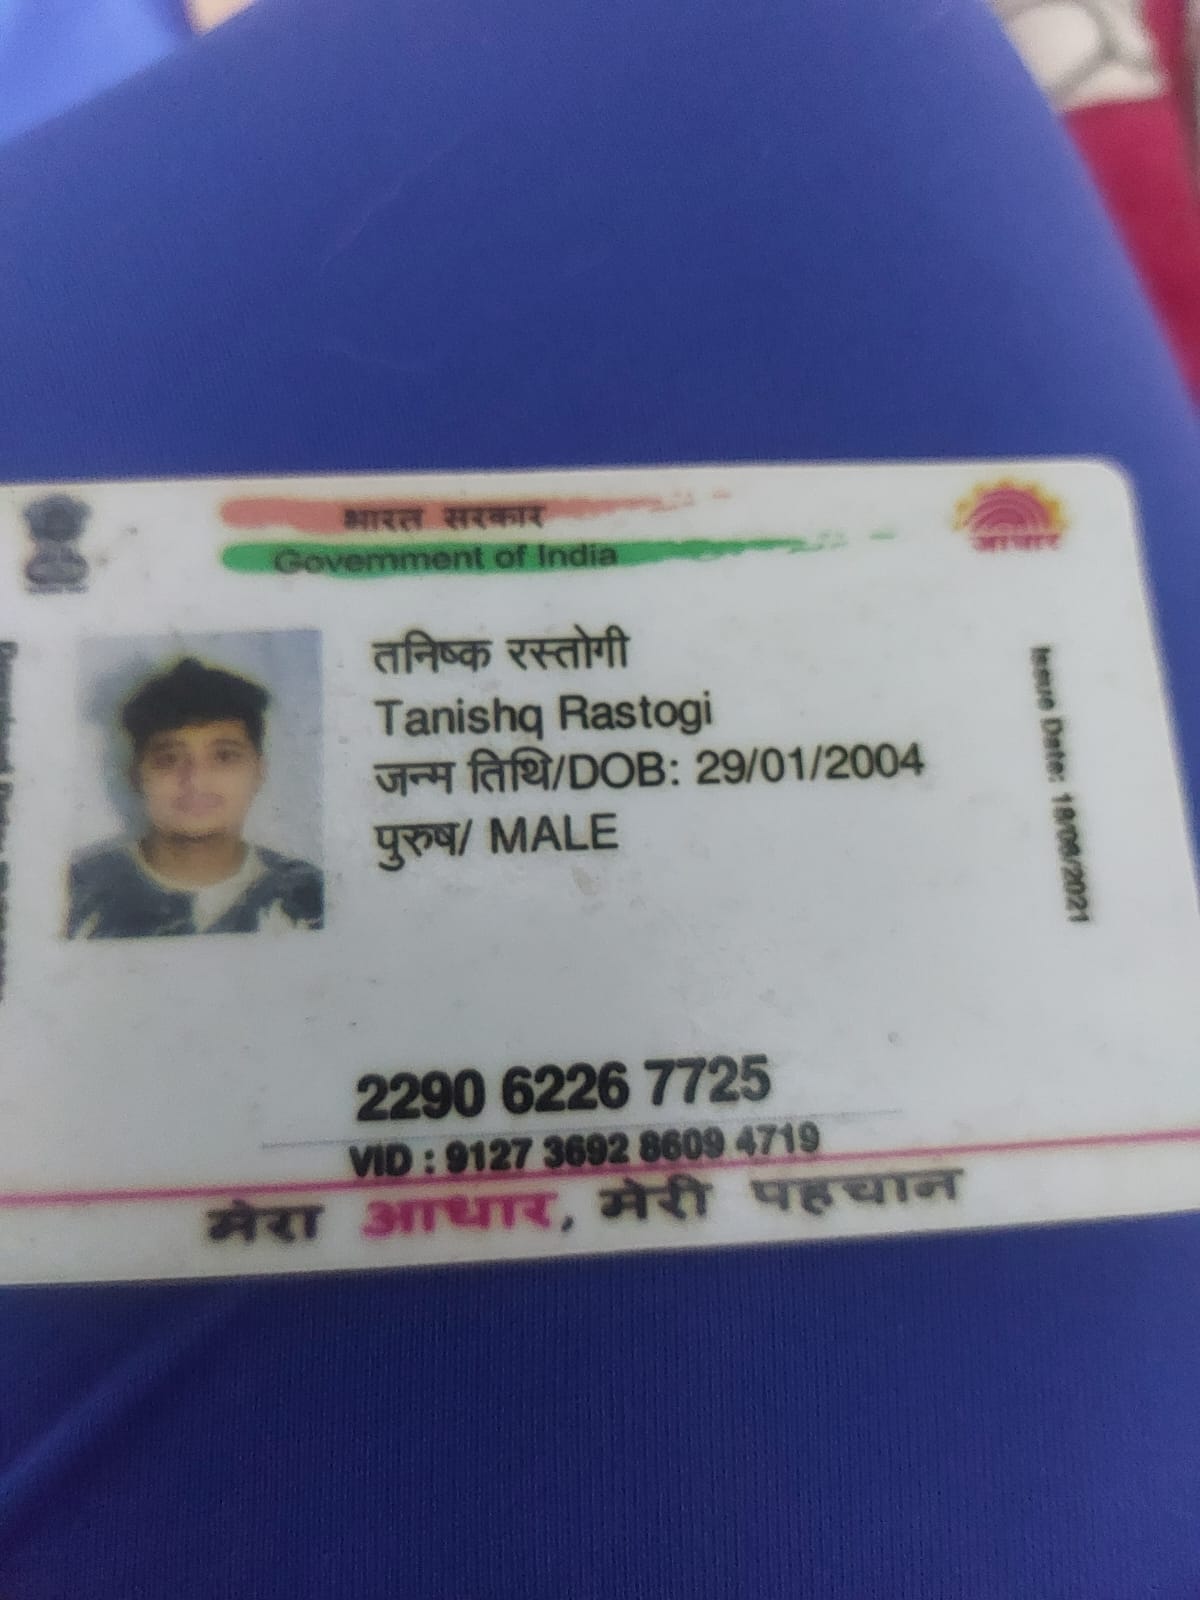 भारत सरकार
Government of India
आधार
तनिष्क रस्तोगी
Tanishq Rastogi
जन्म तिथि/DOB: 29/01/2004
पुरुष/ MALE
Issue Date:
2290 6226 7725
VID : 9127 3692 8609 4719
मेरा आधार, मेरी पहचान